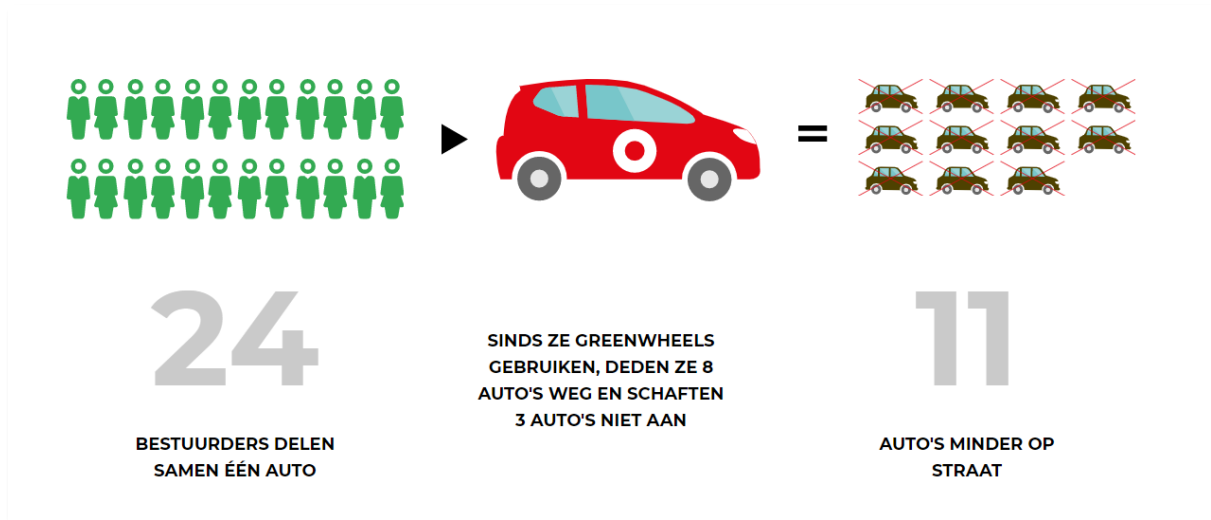 24
BESTUURDERS DELEN
SAMEN ÉÉN AUTO
SINDS ZE GREENWHEELS
GEBRUIKEN, DEDEN ZE 8
AUTO'S WEG EN SCHAFTEN
3 AUTO'S NIET AAN
=
11
AUTO'S MINDER OP
STRAAT